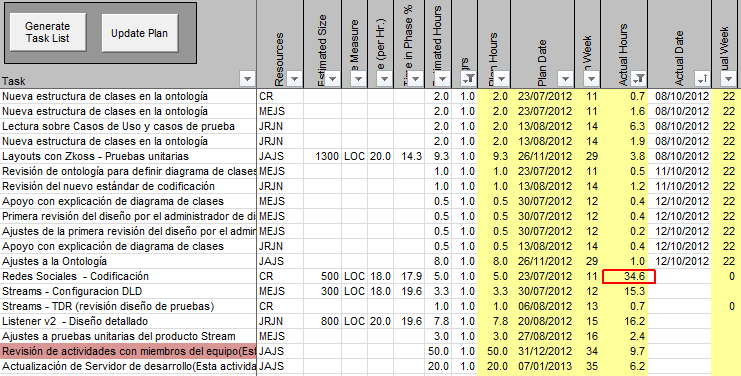 Generate
Task List
Update Plan
Task Resources Estimated Size Measure (per Hr.) in Phase % Estimated Hours Plan Hours Plan Date Week Actual Hours Actual Date Week
Nueva estructura de clases en la ontología CR 2.0 1.0 2.0 23/07/2012 11 0.7 08/10/2012 22
Nueva estructura de clases en la ontología MEJS 2.0 1.0 2.0 23/07/2012 11 1.6 08/10/2012 22
Lectura sobre Casos de Uso y casos de prueba JRJN 2.0 1.0 2.0 13/08/2012 14 6.3 08/10/2012 22
Nueva estructura de clases en la ontología JRJN 2.0 1.0 2.0 13/08/2012 14 1.9 08/10/2012 22
Layouts con Zkoss - Pruebas unitarias JAJS 1300 LOC 20.0 14.3 9.3 1.0 9.3 26/11/2012 29 3.8 08/10/2012 22
Revisión de ontología para definir diagrama de clases MEJS 1.0 1.0 1.0 23/07/2012 11 0.5 11/10/2012 22
Revisión del nuevo estándar de codificación JRJN 1.0 1.0 1.0 13/08/2012 14 1.2 11/10/2012 22
Apoyo con explicación de diagrama de clases MEJS 0.5 1.0 0.5 30/07/2012 12 0.4 12/10/2012 22
Primera revisión del diseño por el administrador de MEJS 0.5 1.0 0.5 30/07/2012 12 0.4 12/10/2012 22
Ajustes de la primera revisión del diseño por el admin MEJS 0.5 1.0 0.5 30/07/2012 12 0.2 12/10/2012 22
Apoyo con explicación de diagrama de clases JRJN 0.5 1.0 0.5 13/08/2012 14 0.4 12/10/2012 22
Ajustes a la Ontología JAJS 8.0 1.0 8.0 26/11/2012 29 1.0 12/10/2012 22
Redes Sociales - Codificación CR 500 LOC 18.0 17.9 5.0 1.0 5.0 23/07/2012 11 34.6 0
Streams - Configuracion DLD MEJS 300 LOC 18.0 19.6 3.3 1.0 3.3 30/07/2012 12 15.3
Streams - TDR (revisión diseño de pruebas) CR 1.0 1.0 1.0 06/08/2012 13 0.7 0
Listener v2 - Diseño detallado JRJN 800 LOC 20.0 19.6 7.8 1.0 7.8 20/08/2012 15 16.2
Ajustes a pruebas unitarias del producto Stream MEJS 3.0 1.0 3.0 27/08/2012 16 2.4
Revisión de actividades con miembros del equipo(Est JAJS 50.0 1.0 50.0 31/12/2012 34 9.7
Actualización de Servidor de desarrollo(Esta activida JAJS 20.0 1.0 20.0 07/01/2013 35 6.2